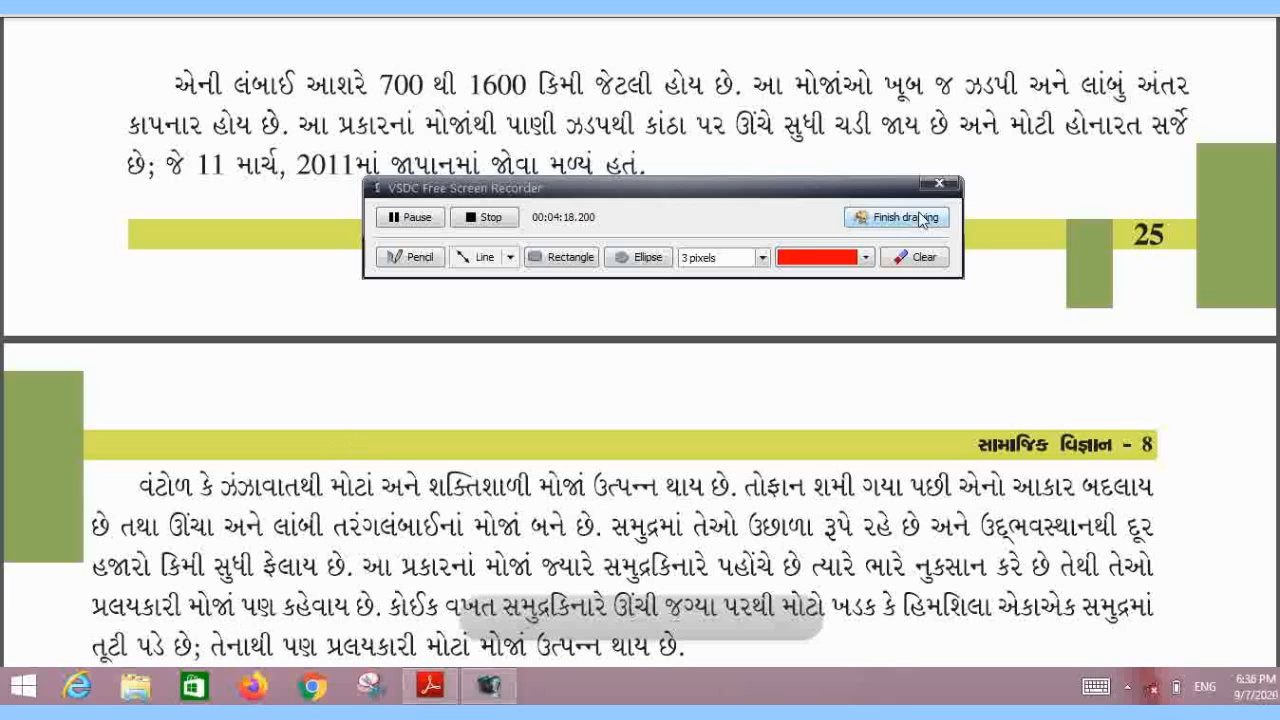 એની લંબાઈ આશરે 700 થી 1600 કિમી જેટલી હોય છે. આ મોજાંઓ ખૂબ જ ઝડપી અને લાંબું અંતર
કાપનાર હોય છે. આ પ્રકારનાં મોજાંથી પાણી ઝડપથી કાંઠા પર ઊંચે સુધી ચડી જાય છે અને મોટી હોનારત સર્જે
છે; જે 11 માર્ચ, 2011માં જાપાનમાં જોવા મળ્યું હતું.
VSDC Free Screen Recorder
Pause Stop 00:04:18.200 Finish drawing
25
Pencil Line Rectangle Ellipse 3 pixels Clear
સામાજિક વિજ્ઞાન - 8
વંટોળ કે ઝંઝાવાતથી મોટાં અને શક્તિશાળી મોજાં ઉત્પન્ન થાય છે. તોફાન શમી ગયા પછી એનો આકાર બદલાય
છે તથા ઊંચા અને લાંબી તરંગલંબાઈનાં મોજાં બને છે. સમુદ્રમાં તેઓ ઉછાળા રૂપે રહે છે અને ઉદ્ભવસ્થાનથી દૂર
હજારો કિમી સુધી ફેલાય છે. આ પ્રકારનાં મોજાં જ્યારે સમુદ્રકિનારે પહોંચે છે ત્યારે ભારે નુકસાન કરે છે તેથી તેઓ
પ્રલયકારી મોજાં પણ કહેવાય છે. કોઈક વખત સમુદ્રકિનારે ઊંચી જગ્યા પરથી મોટો ખડક કે હિમશિલા એકાએક સમુદ્રમાં
તૂટી પડે છે; તેનાથી પણ પ્રલયકારી મોટાં મોજાં ઉત્પન્ન થાય છે.
ENG
6:36 PM
9/7/2020